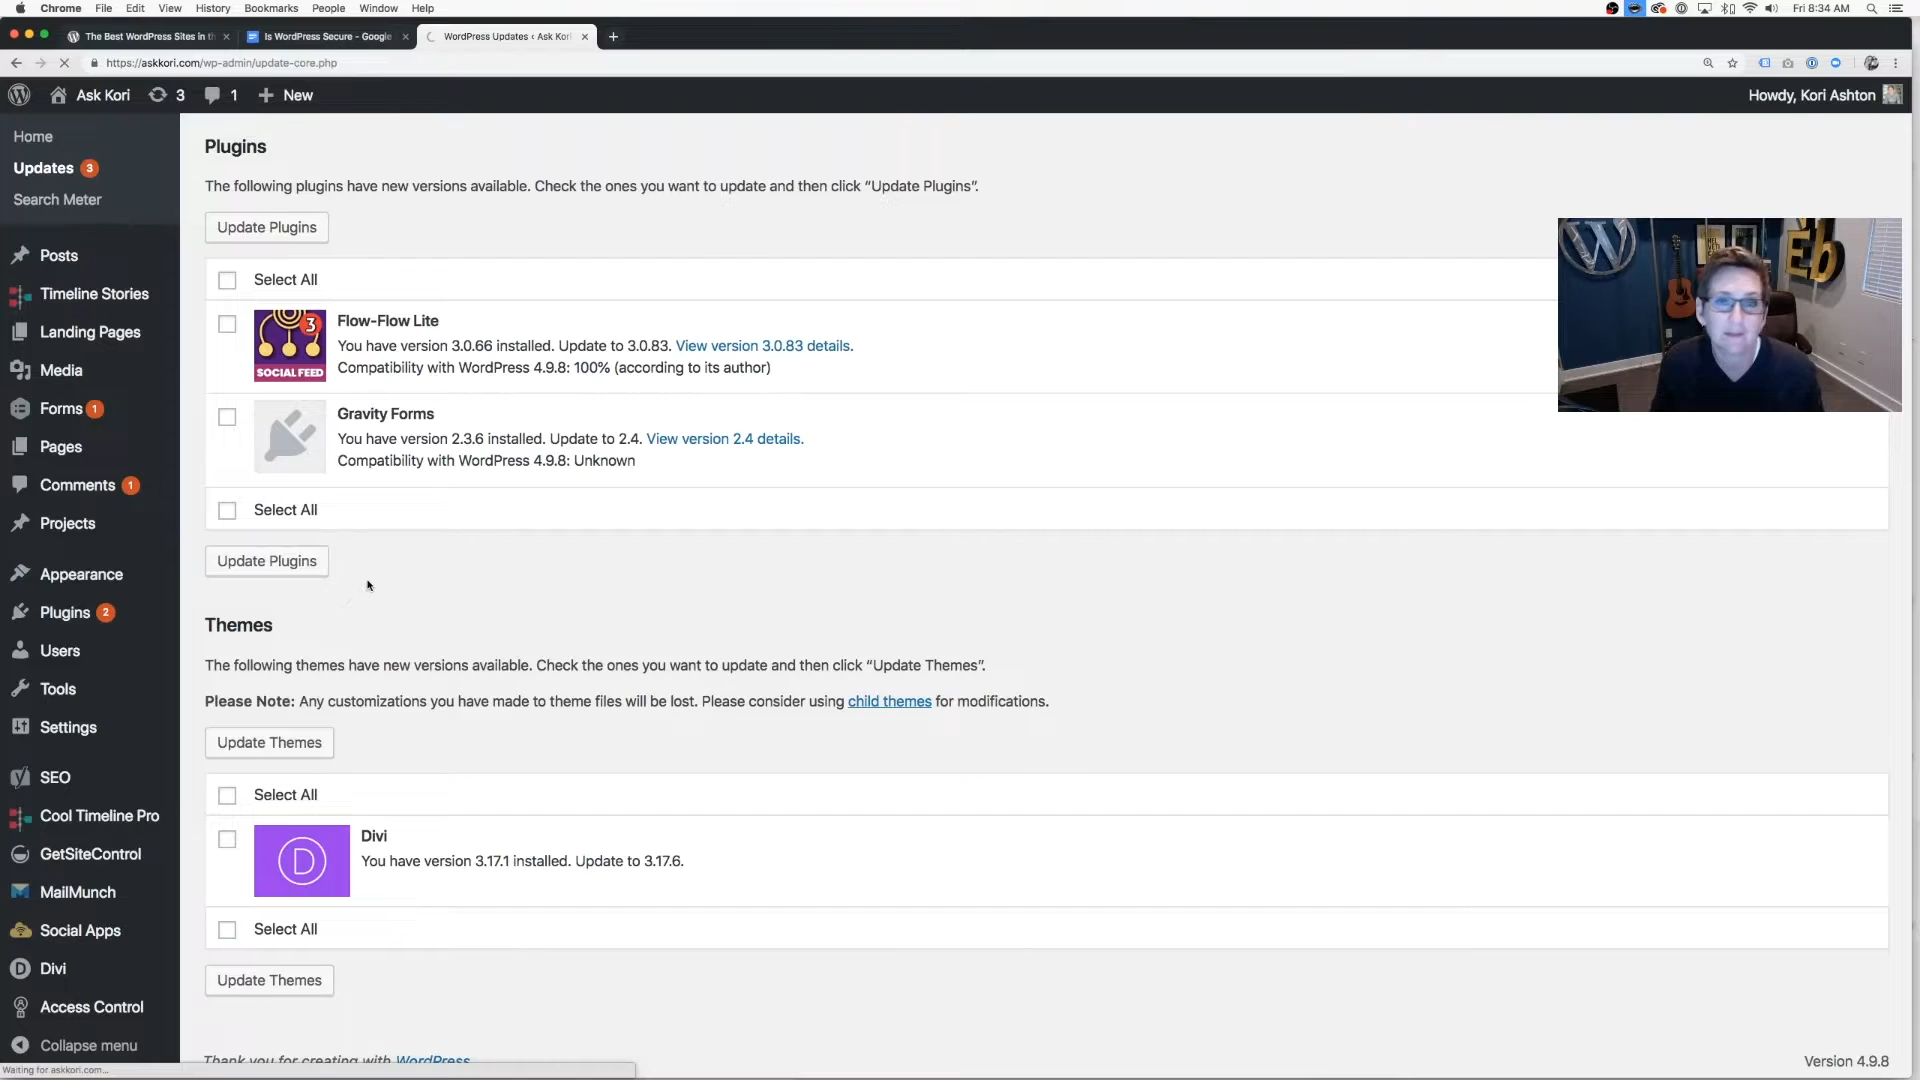 Chrome File Edit View History Bookmarks People Window Help
Fri 8:34 AM
The Best WordPress Sites in th
Is WordPress Secure - Google
WordPress Updates ‹ Ask Kori
https://askkori.com/wp-admin/update-core.php
Ask Kori 3 1 New
Howdy, Kori Ashton
Home
Updates 3
Search Meter
Posts
Timeline Stories
Landing Pages
Media
Forms 1
Pages
Comments 1
Projects
Appearance
Plugins 2
Users
Tools
Settings
SEO
Cool Timeline Pro
GetSiteControl
MailMunch
Social Apps
Divi
Access Control
Collapse menu
Waiting for askkori.com...
Plugins
The following plugins have new versions available. Check the ones you want to update and then click “Update Plugins”.
Update Plugins
Select All
3
SOCIAL FEED
Flow-Flow Lite
You have version 3.0.66 installed. Update to 3.0.83. View version 3.0.83 details.
Compatibility with WordPress 4.9.8: 100% (according to its author)
Gravity Forms
You have version 2.3.6 installed. Update to 2.4. View version 2.4 details.
Compatibility with WordPress 4.9.8: Unknown
Select All
Update Plugins
Themes
The following themes have new versions available. Check the ones you want to update and then click “Update Themes”.
Please Note: Any customizations you have made to theme files will be lost. Please consider using child themes for modifications.
Update Themes
Select All
D
Divi
You have version 3.17.1 installed. Update to 3.17.6.
Select All
Update Themes
Thank you for creating with WordPress
Version 4.9.8
W
Eb